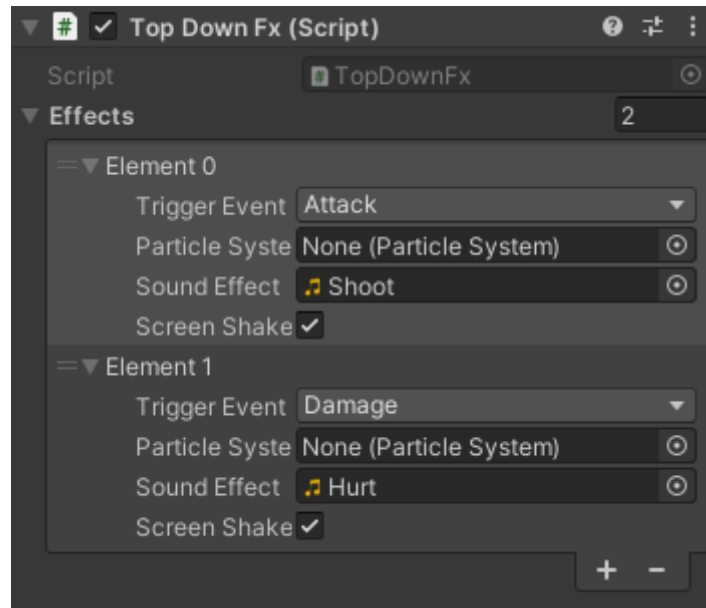 Top Down Fx (Script)
Script TopDownFx
Effects 2
Element 0
Trigger Event Attack
Particle Syste None (Particle System)
Sound Effect Shoot
Screen Shake
Element 1
Trigger Event Damage
Particle Syste None (Particle System)
Sound Effect Hurt
Screen Shake